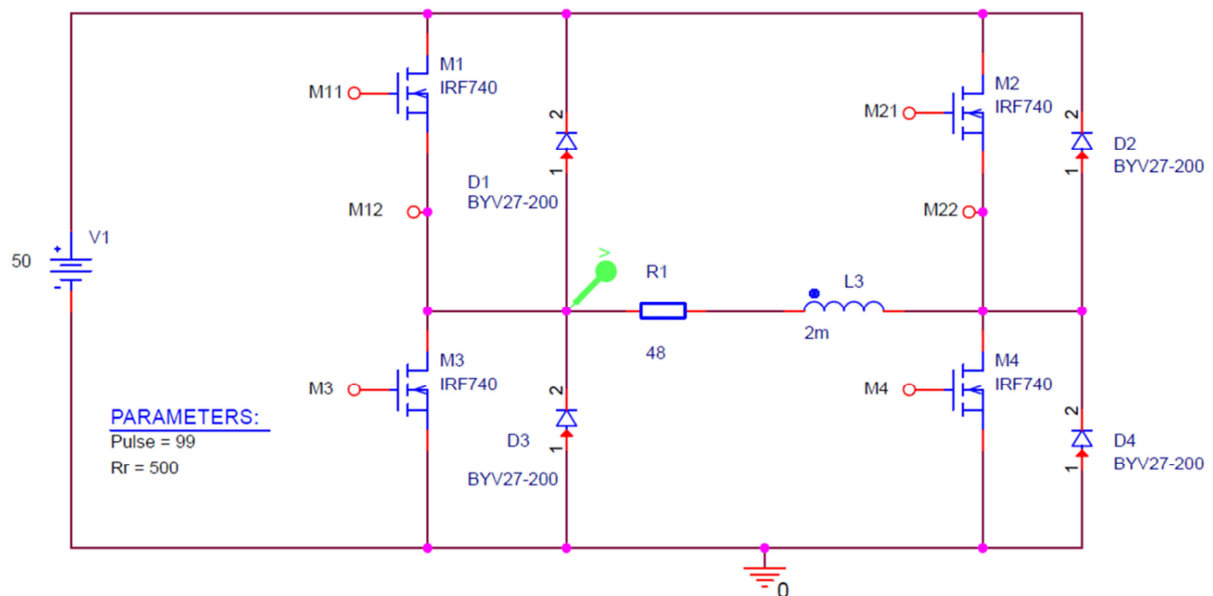 M1
IRF740
M11
M2
IRF740
M21
2
1
D1
BYV27-200
2
1
D2
BYV27-200
M12
M22
50
+
V1
-
V
R1
48
L3
2m
M3
IRF740
M3
M4
IRF740
M4
2
1
D3
BYV27-200
2
1
D4
BYV27-200
PARAMETERS:
Pulse = 99
Rr = 500
0